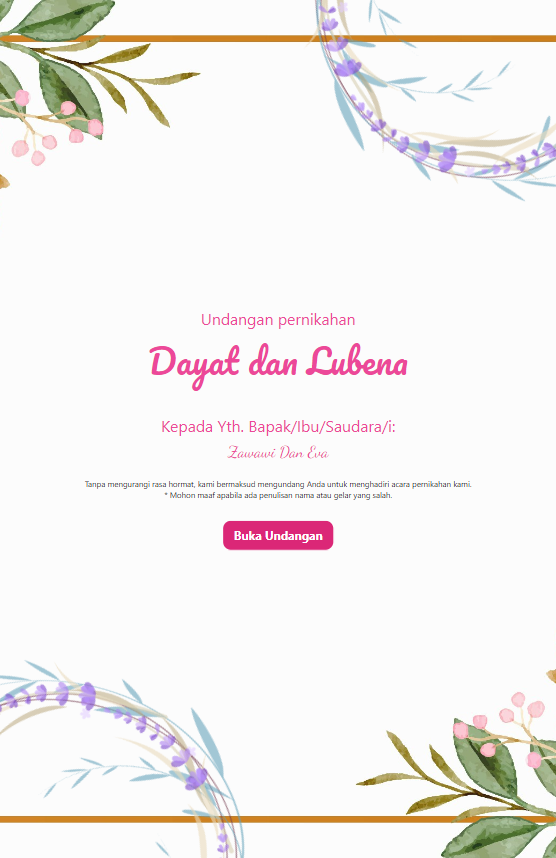 Undangan pernikahan
Dayat dan Lubena
Kepada Yth. Bapak/Ibu/Saudara/i:
Zawawi Dan Eva
Tanpa mengurangi rasa hormat, kami bermaksud mengundang Anda untuk menghadiri acara pernikahan kami.
* Mohon maaf apabila ada penulisan nama atau gelar yang salah.
Buka Undangan